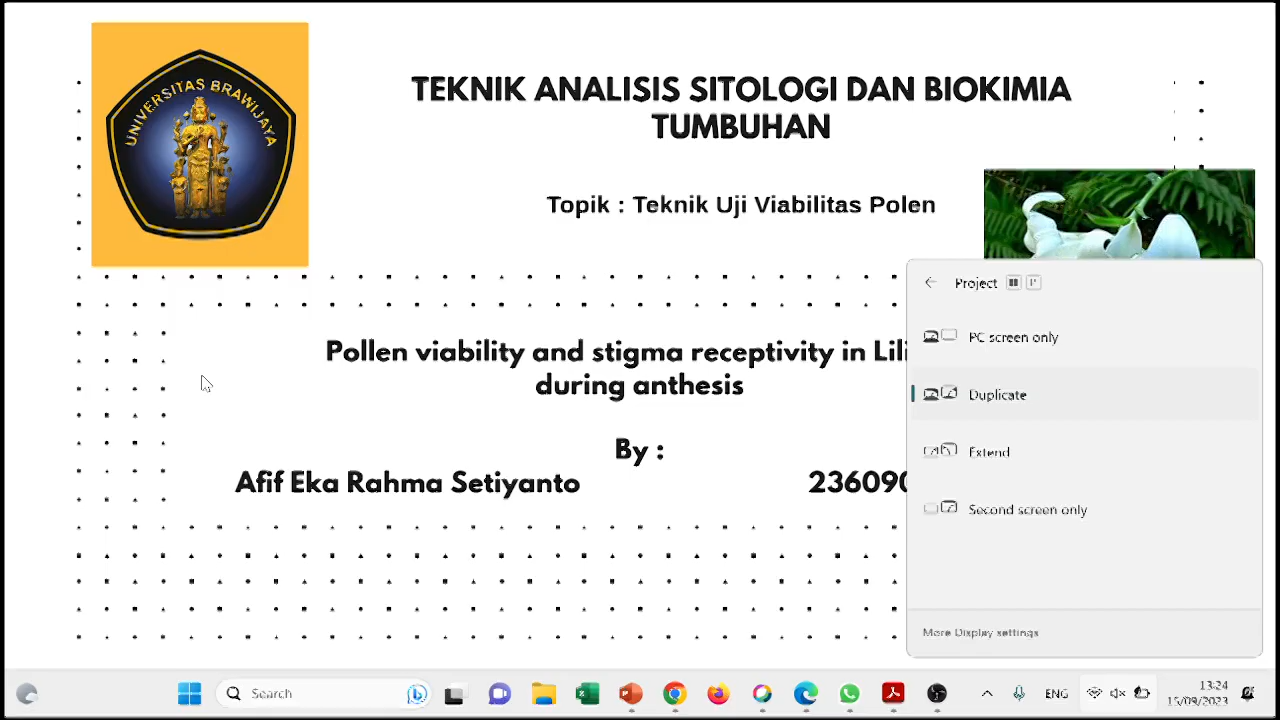 UNIVERSITAS BRAWIJAYA
TEKNIK ANALISIS SITOLOGI DAN BIOKIMIA
TUMBUHAN
Topik : Teknik Uji Viabilitas Polen
Pollen viability and stigma receptivity in Lili
during anthesis
By :
Afif Eka Rahma Setiyanto 23609
Project
PC screen only
Duplicate
Extend
Second screen only
More Display settings
Search
ENG
13:24
15/09/2023